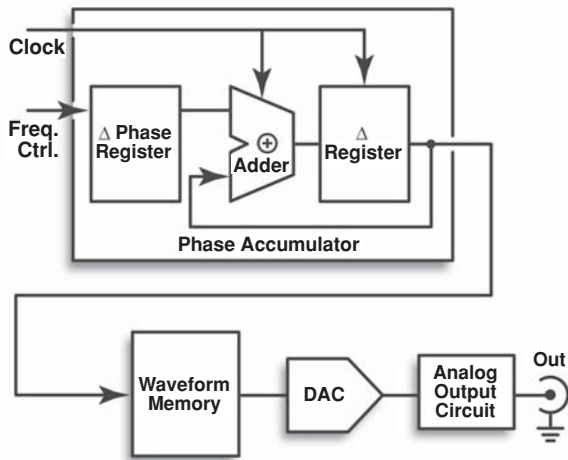 Clock
Freq.
Ctrl.
Δ Phase
Register
Adder
Δ
Register
Phase Accumulator
Waveform
Memory
DAC
Analog
Output
Circuit
Out